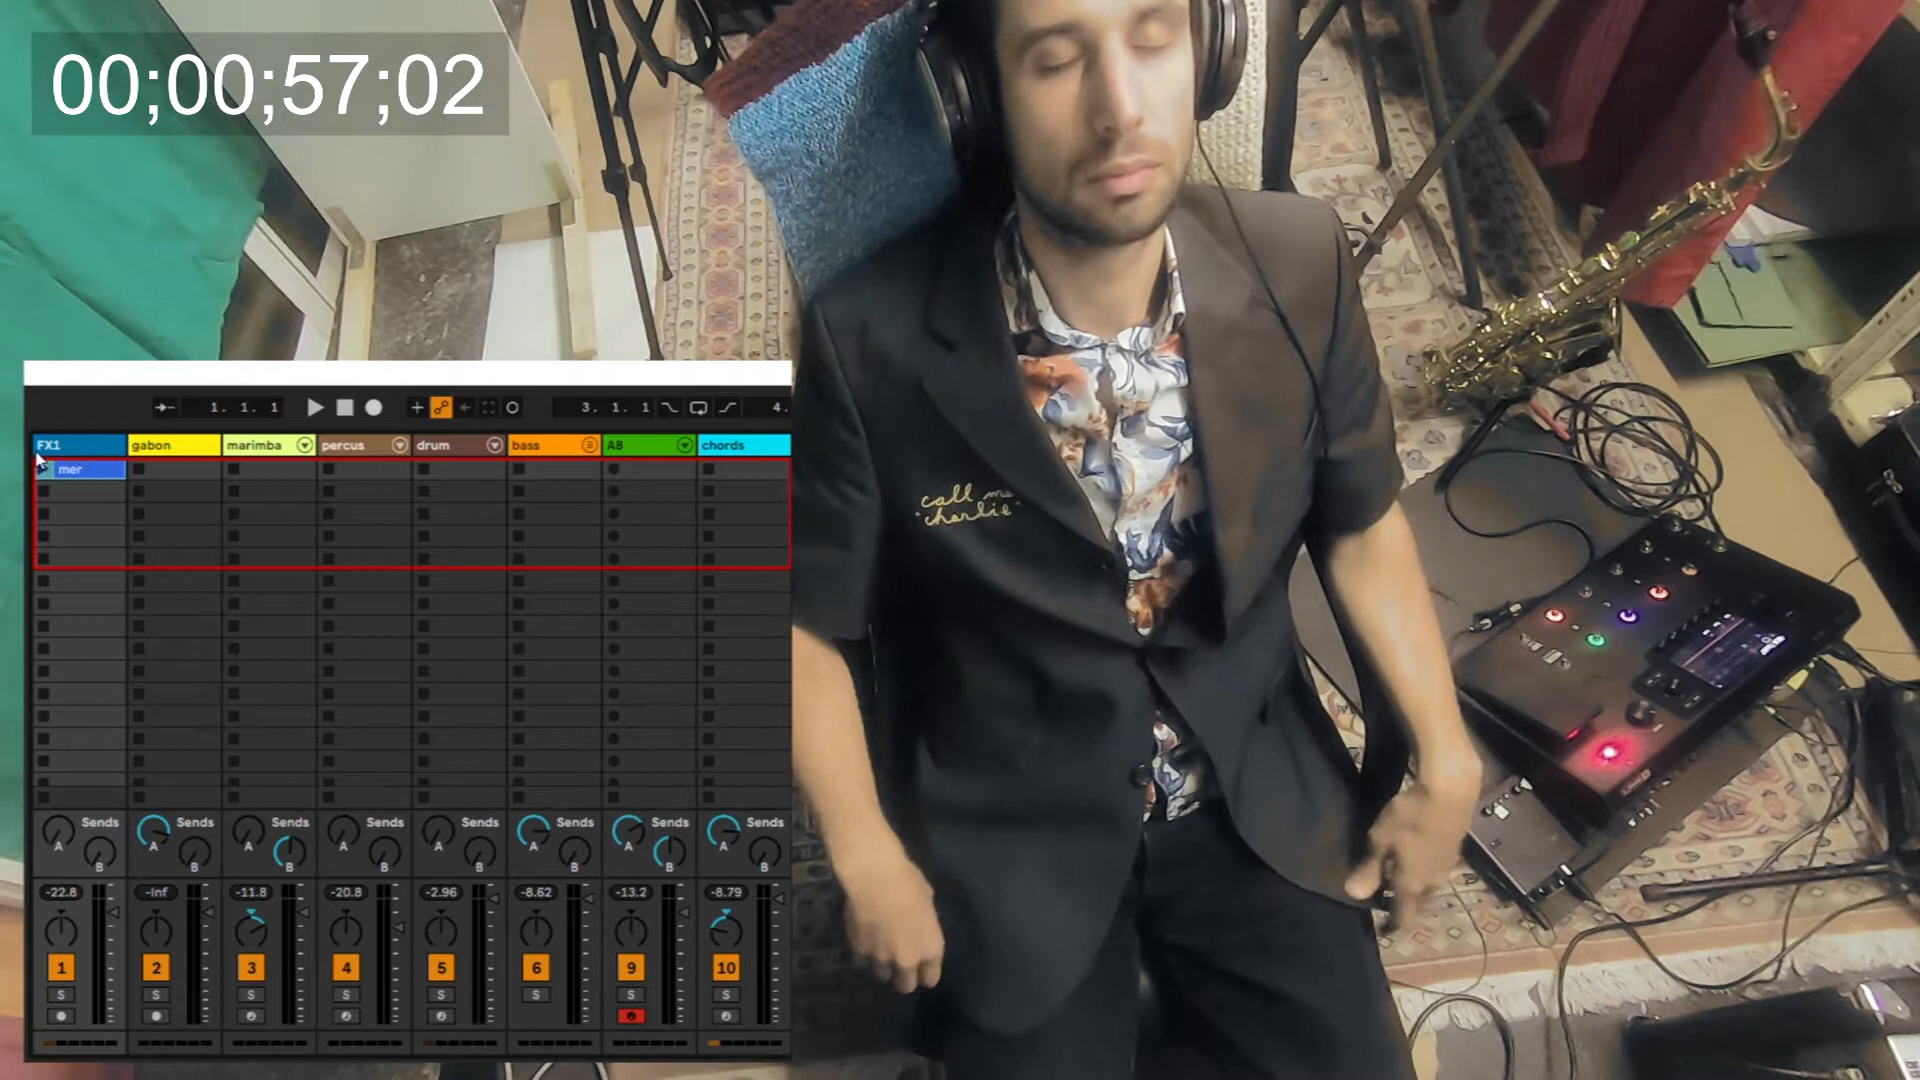 00;00;57;02
1. 1. 1
3. 1. 1
4.
FX1 gabon marimba percus drum bass AB chords
mer
Sends Sends Sends Sends Sends Sends Sends Sends
A A A A A A A A
B B B B B B B B
-22.8 -Inf -11.8 -20.8 -2.96 -8.62 -13.2 -8.79
1 2 3 4 5 6 9 10
S S S S S S S S
call me
"charlie"